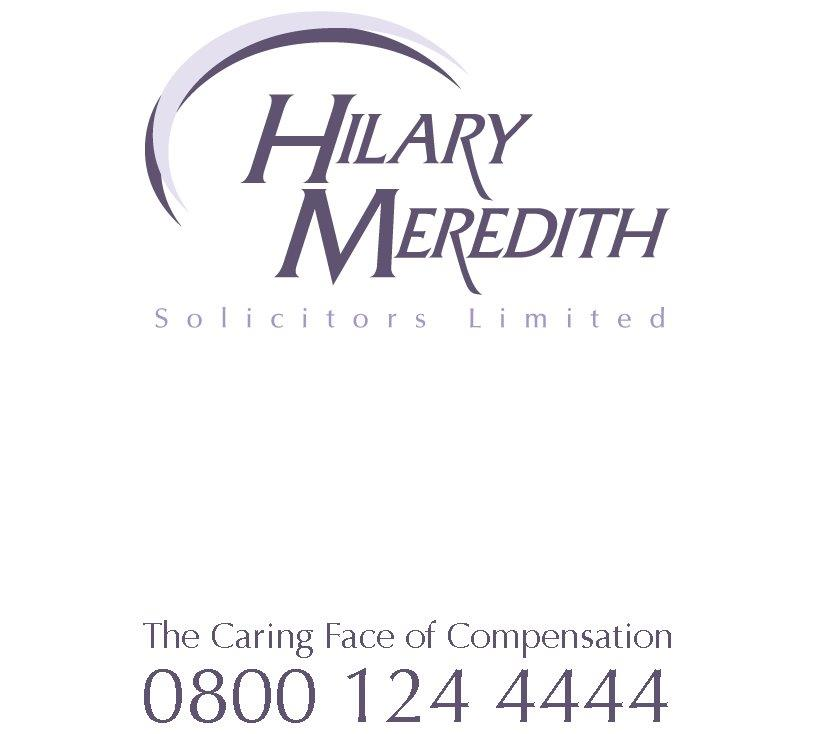 HILARY
MEREDITH
Solicitors Limited
The Caring Face of Compensation
0800 124 4444